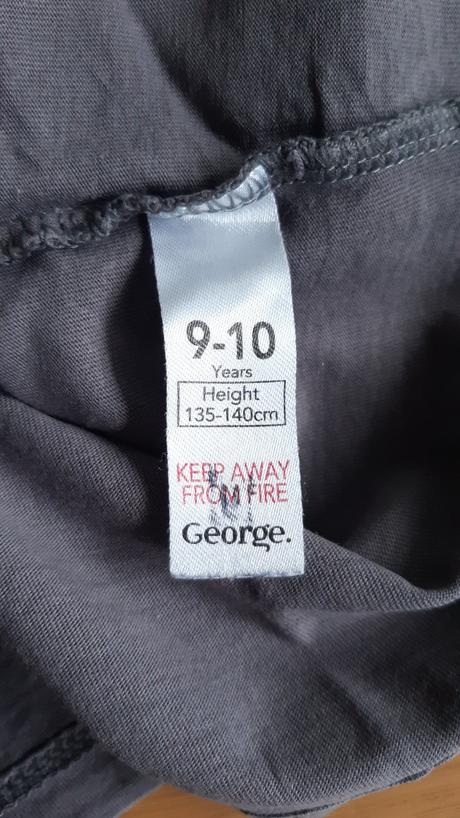 9-10
Years
Height
135-140cm
KEEP AWAY
FROM FIRE
George.